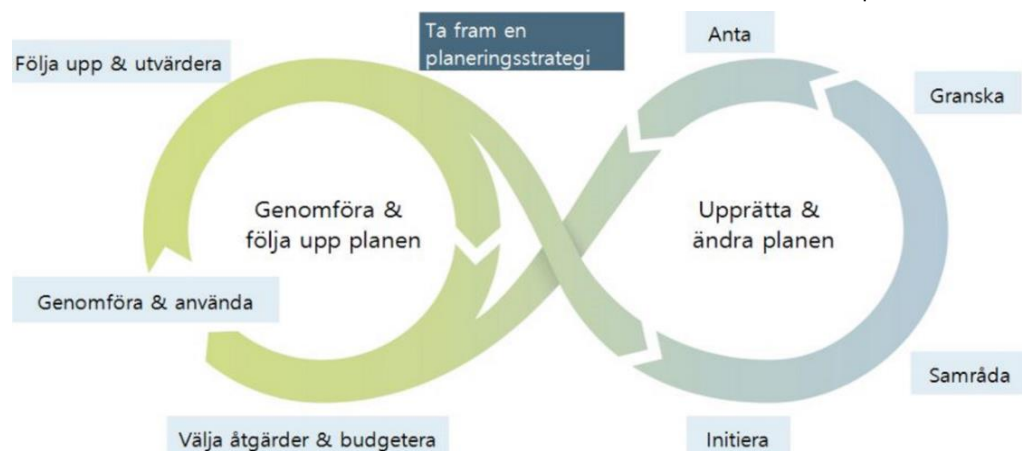 Ta fram en
planeringsstrategi
Anta
Följa upp & utvärdera
Granska
Genomföra &
följa upp planen
Upprätta &
ändra planen
Genomföra & använda
Samråda
Välja åtgärder & budgetera
Initiera